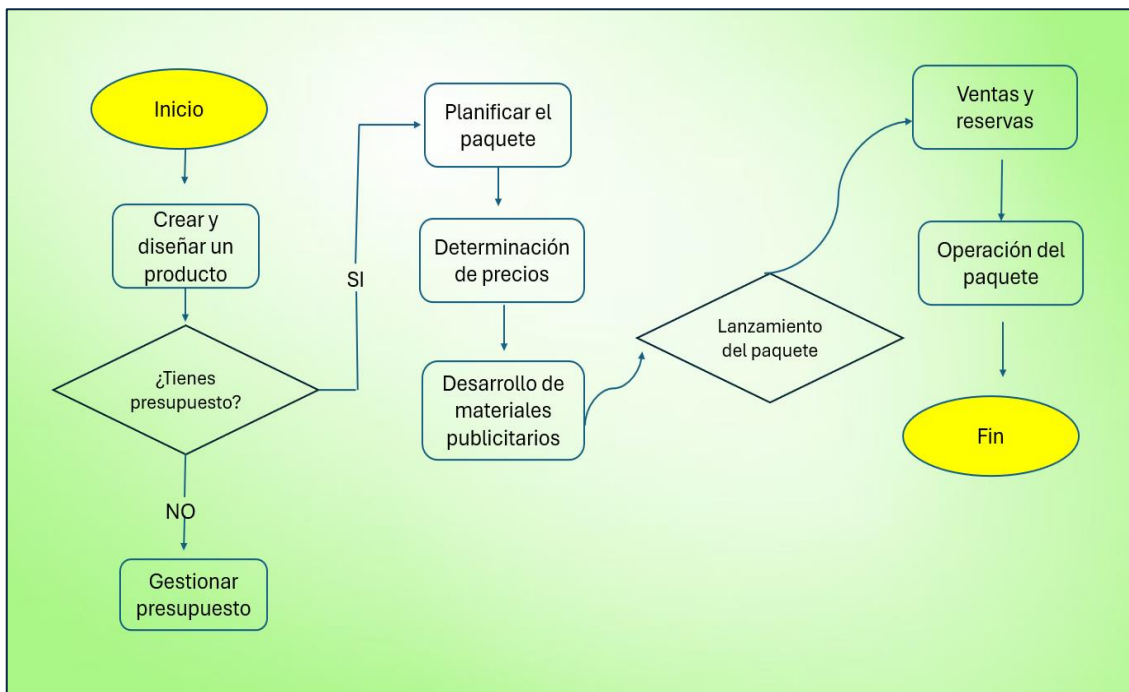 Inicio
Crear y
diseñar un
producto
¿Tienes
presupuesto?
NO
Gestionar
presupuesto
SI
Planificar el
paquete
Determinación
de precios
Desarrollo de
materiales
publicitarios
Lanzamiento
del paquete
Ventas y
reservas
Operación del
paquete
Fin